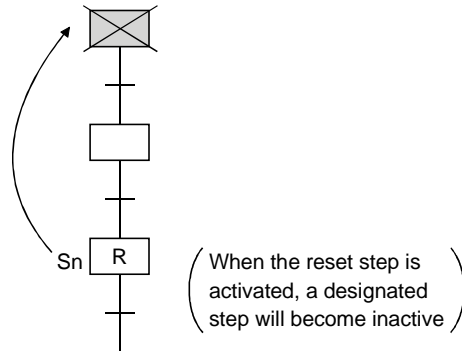 Sn
R
When the reset step is
activated, a designated
step will become inactive